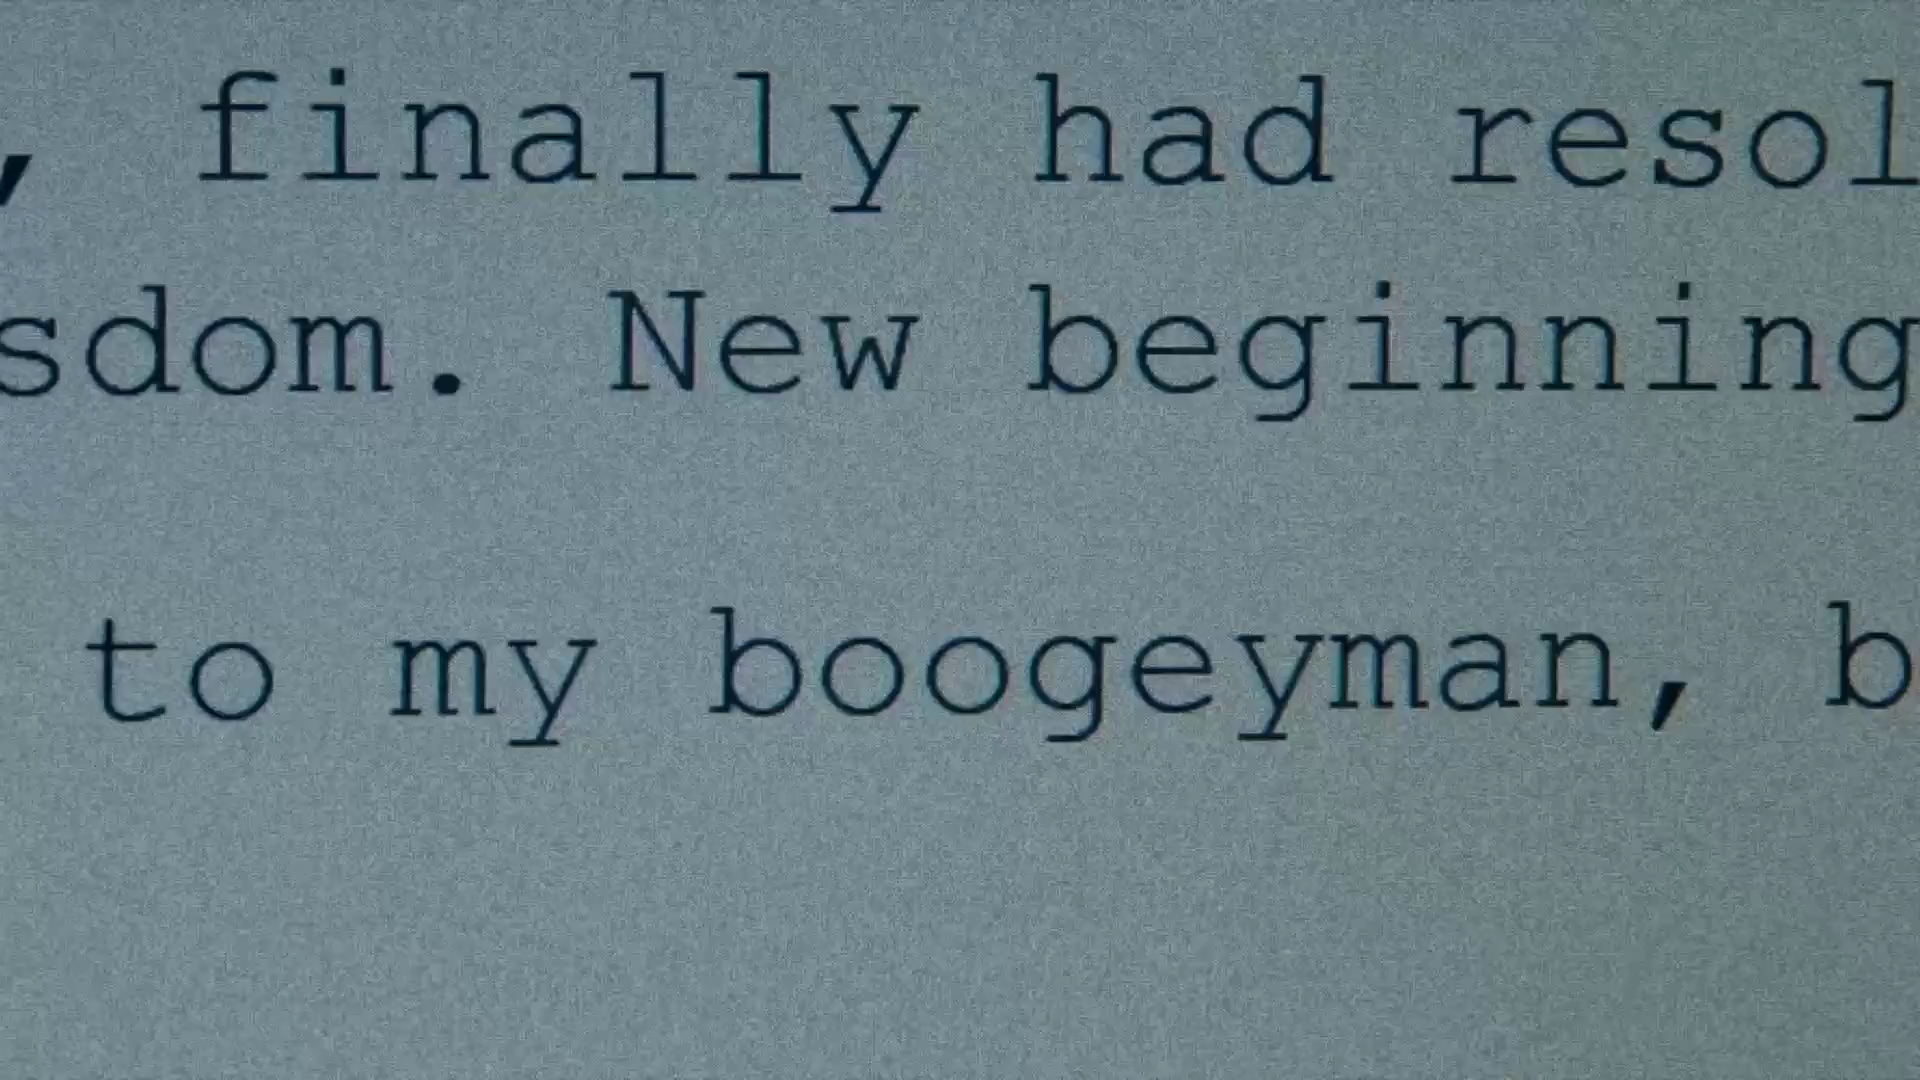 , finally had resol
sdom. New beginning
to my boogeyman, b